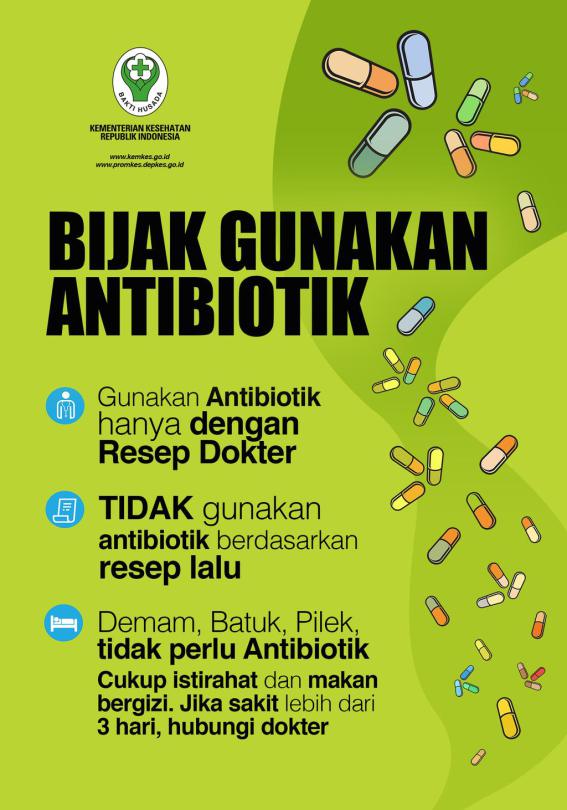 BAKTI HUSADA
KEMENTERIAN KESEHATAN
REPUBLIK INDONESIA
www.kemkes.go.id
www.promkes.depkes.go.id
BIJAK GUNAKAN
ANTIBIOTIK
Gunakan Antibiotik
hanya dengan
Resep Dokter
TIDAK gunakan
antibiotik berdasarkan
resep lalu
Demam, Batuk, Pilek,
tidak perlu Antibiotik
Cukup istirahat dan makan
bergizi. Jika sakit lebih dari
3 hari, hubungi dokter